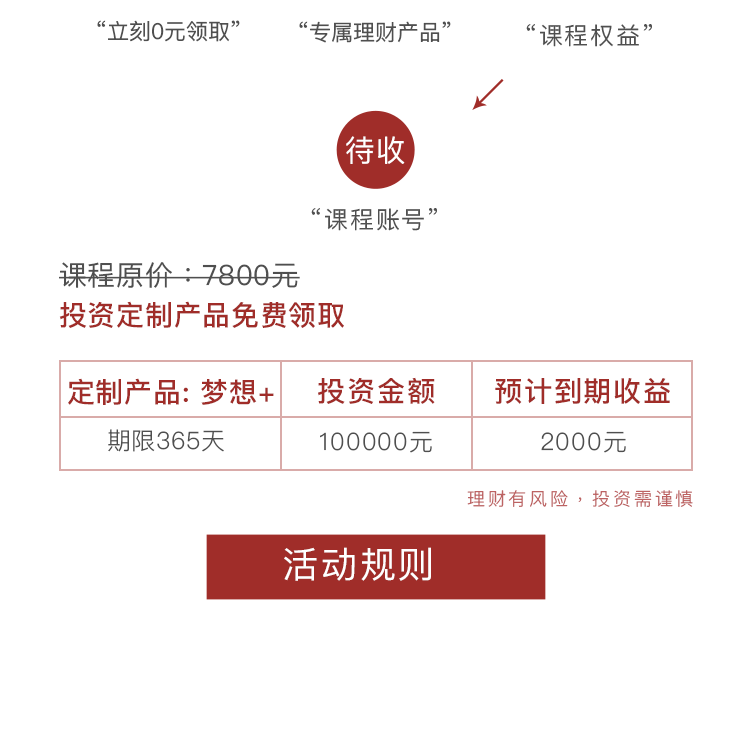 “立刻0元领取” “专属理财产品” “课程权益”
待收
“课程账号”
课程原价：7800元
投资定制产品免费领取
定制产品: 梦想+ 投资金额 预计到期收益
期限365天 100000元 2000元
理财有风险，投资需谨慎
活动规则